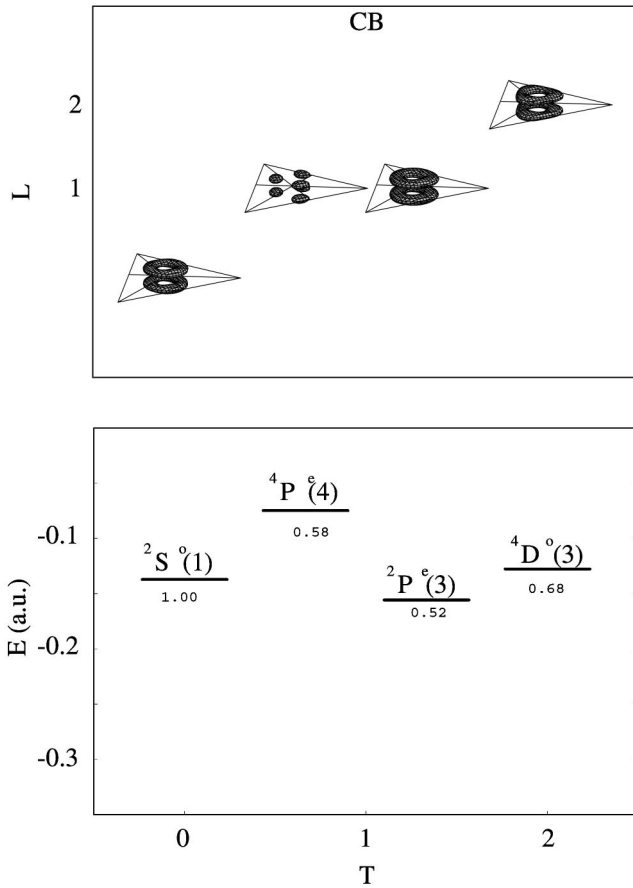 CB
2
L
1
-0.1
-0.2
-0.3
E (a.u.)
⁴P ᵉ(4)
0.58
²S ᵒ(1)
1.00
²P ᵉ(3)
0.52
⁴D ᵒ(3)
0.68
0
1
2
T